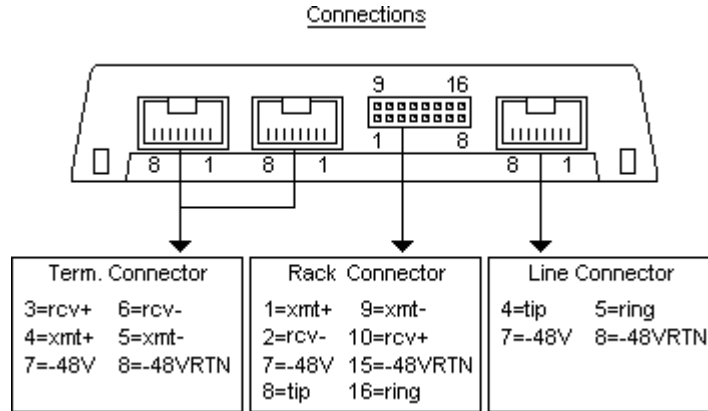 Connections
9 16
1 8
8 1 8 1 8 1
Term. Connector
3=rcv+ 6=rcv-
4=xmt+ 5=xmt-
7=-48V 8=-48VRTN
Rack Connector
1=xmt+ 9=xmt-
2=rcv- 10=rcv+
7=-48V 15=-48VRTN
8=tip 16=ring
Line Connector
4=tip 5=ring
7=-48V 8=-48VRTN